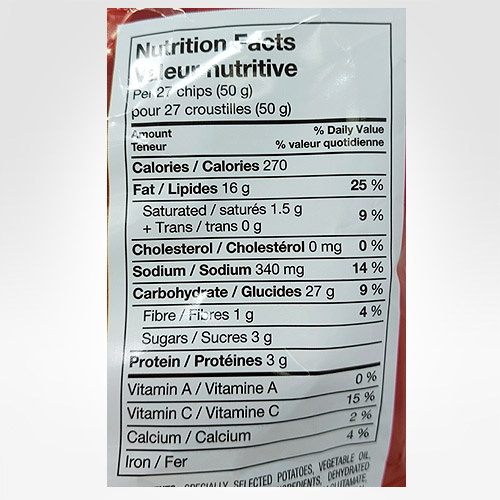 Nutrition Facts
Valeur nutritive
Per 27 chips (50 g)
pour 27 croustilles (50 g)
Amount % Daily Value
Teneur % valeur quotidienne
Calories / Calories 270
Fat / Lipides 16 g 25 %
Saturated / saturés 1.5 g
+ Trans / trans 0 g 9 %
Cholesterol / Cholestérol 0 mg 0 %
Sodium / Sodium 340 mg 14 %
Carbohydrate / Glucides 27 g 9 %
Fibre / Fibres 1 g 4 %
Sugars / Sucres 3 g
Protein / Protéines 3 g
Vitamin A / Vitamine A 0 %
Vitamin C / Vitamine C 15 %
Calcium / Calcium 2 %
Iron / Fer 4 %
SPECIALLY SELECTED POTATOES, VEGETABLE OIL,
DEHYDRATED